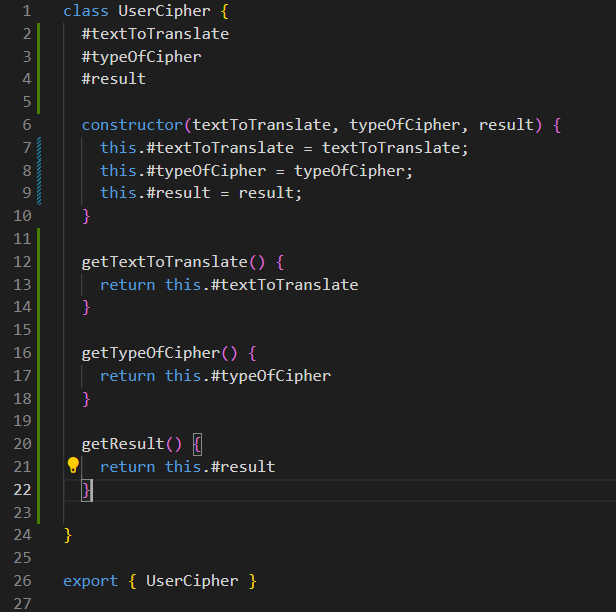 1 class UserCipher {
2 #textToTranslate
3 #typeOfCipher
4 #result
5
6 constructor(textToTranslate, typeOfCipher, result) {
7 this.#textToTranslate = textToTranslate;
8 this.#typeOfCipher = typeOfCipher;
9 this.#result = result;
10 }
11
12 getTextToTranslate() {
13 return this.#textToTranslate
14 }
15
16 getTypeOfCipher() {
17 return this.#typeOfCipher
18 }
19
20 getResult() {
21 return this.#result
22 }
23
24 }
25
26 export { UserCipher }
27